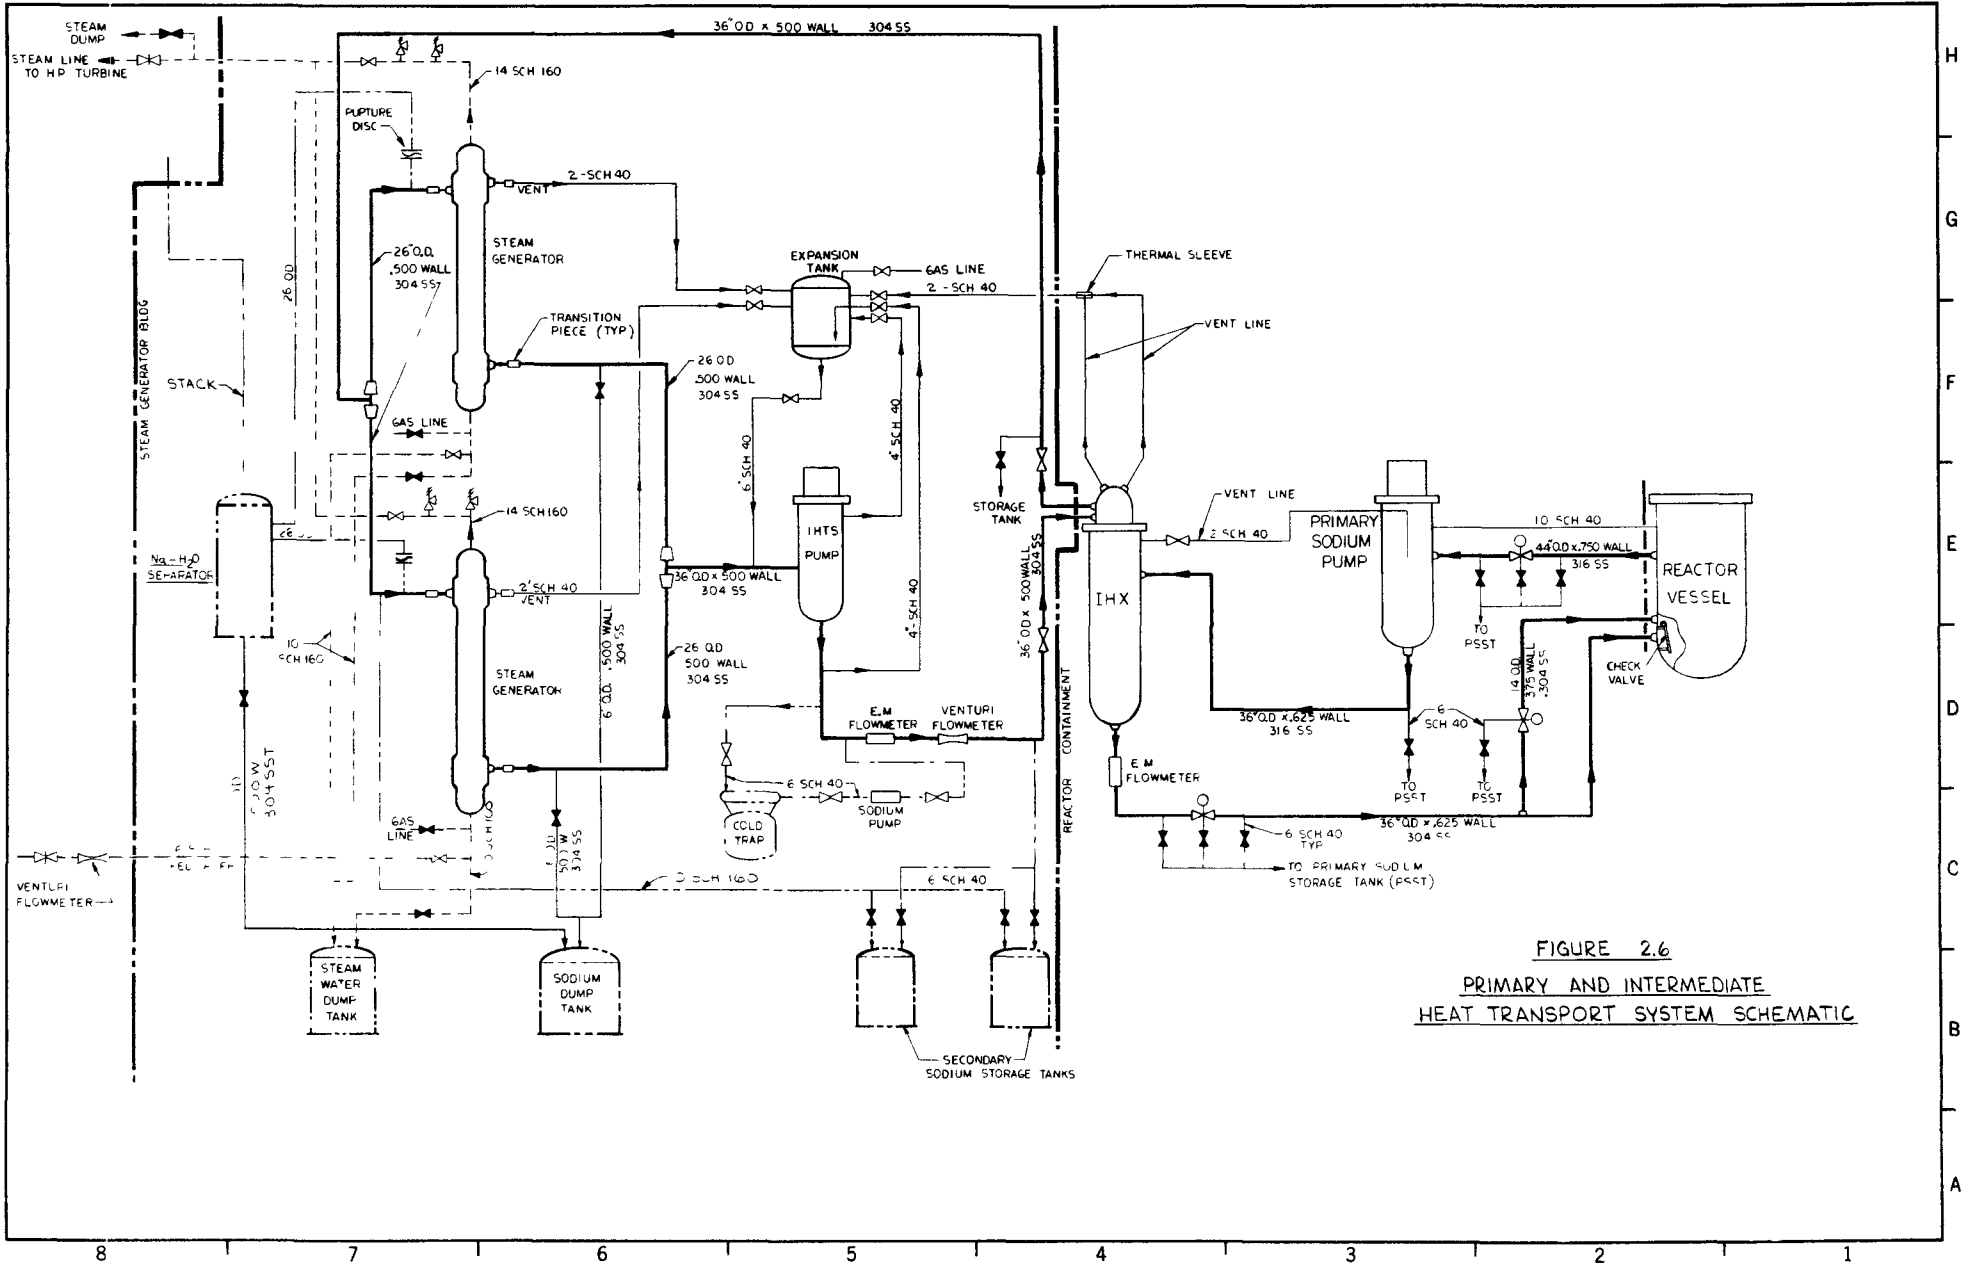 STEAM
DUMP
STEAM LINE
TO HP TURBINE
36"OD x 500 WALL 304 SS
14 SCH 160
PUPTURE
DISC
2-SCH 40
VENT
STEAM
GENERATOR
26"O.D.
.500 WALL
304 SS
26 OD
STEAM GENERATOR BLDG
STACK
EXPANSION
TANK
GAS LINE
2 - SCH 40
THERMAL SLEEVE
VENT LINE
TRANSITION
PIECE (TYP)
26 OD
.500 WALL
304 SS
GAS LINE
6" SCH 40
4" SCH 40
4"-SCH 40
STORAGE
TANK
14 SCH 160
Na-H2O
SEPARATOR
2" SCH 40
VENT
10
SCH 160
IHTS
PUMP
36"O.D x 500 WALL
304 SS
36" O.D x 500 WALL
304 SS
VENT LINE
2 SCH 40
PRIMARY
SODIUM
PUMP
10 SCH 40
44"O.D x.750 WALL
316 SS
REACTOR
VESSEL
IHX
TO
PSST
CHECK
VALVE
14 O.D.
.375 WALL
.304 SS
STEAM
GENERATOR
6" O.D. .500 WALL
304 SS
26 O.D
500 WALL
304 SS
E.M
FLOWMETER
VENTURI
FLOWMETER
REACTOR CONTAINMENT
36"O.D x.625 WALL
316 SS
6
SCH 40
TO
PSST
TO
PSST
E M
FLOWMETER
6 SCH 40
SODIUM
PUMP
COLD
TRAP
36"O.D x .625 WALL
304 SS
6 SCH 40
TYP
TO PRIMARY SODIUM
STORAGE TANK (PSST)
304 SST
GAS
LINE
500 W
304 SS
VENTURI
FLOWMETER
SCH 160
6 SCH 40
STEAM
WATER
DUMP
TANK
SODIUM
DUMP
TANK
SECONDARY
SODIUM STORAGE TANKS
FIGURE 2.6
PRIMARY AND INTERMEDIATE
HEAT TRANSPORT SYSTEM SCHEMATIC
H
G
F
E
D
C
B
A
8 7 6 5 4 3 2 1